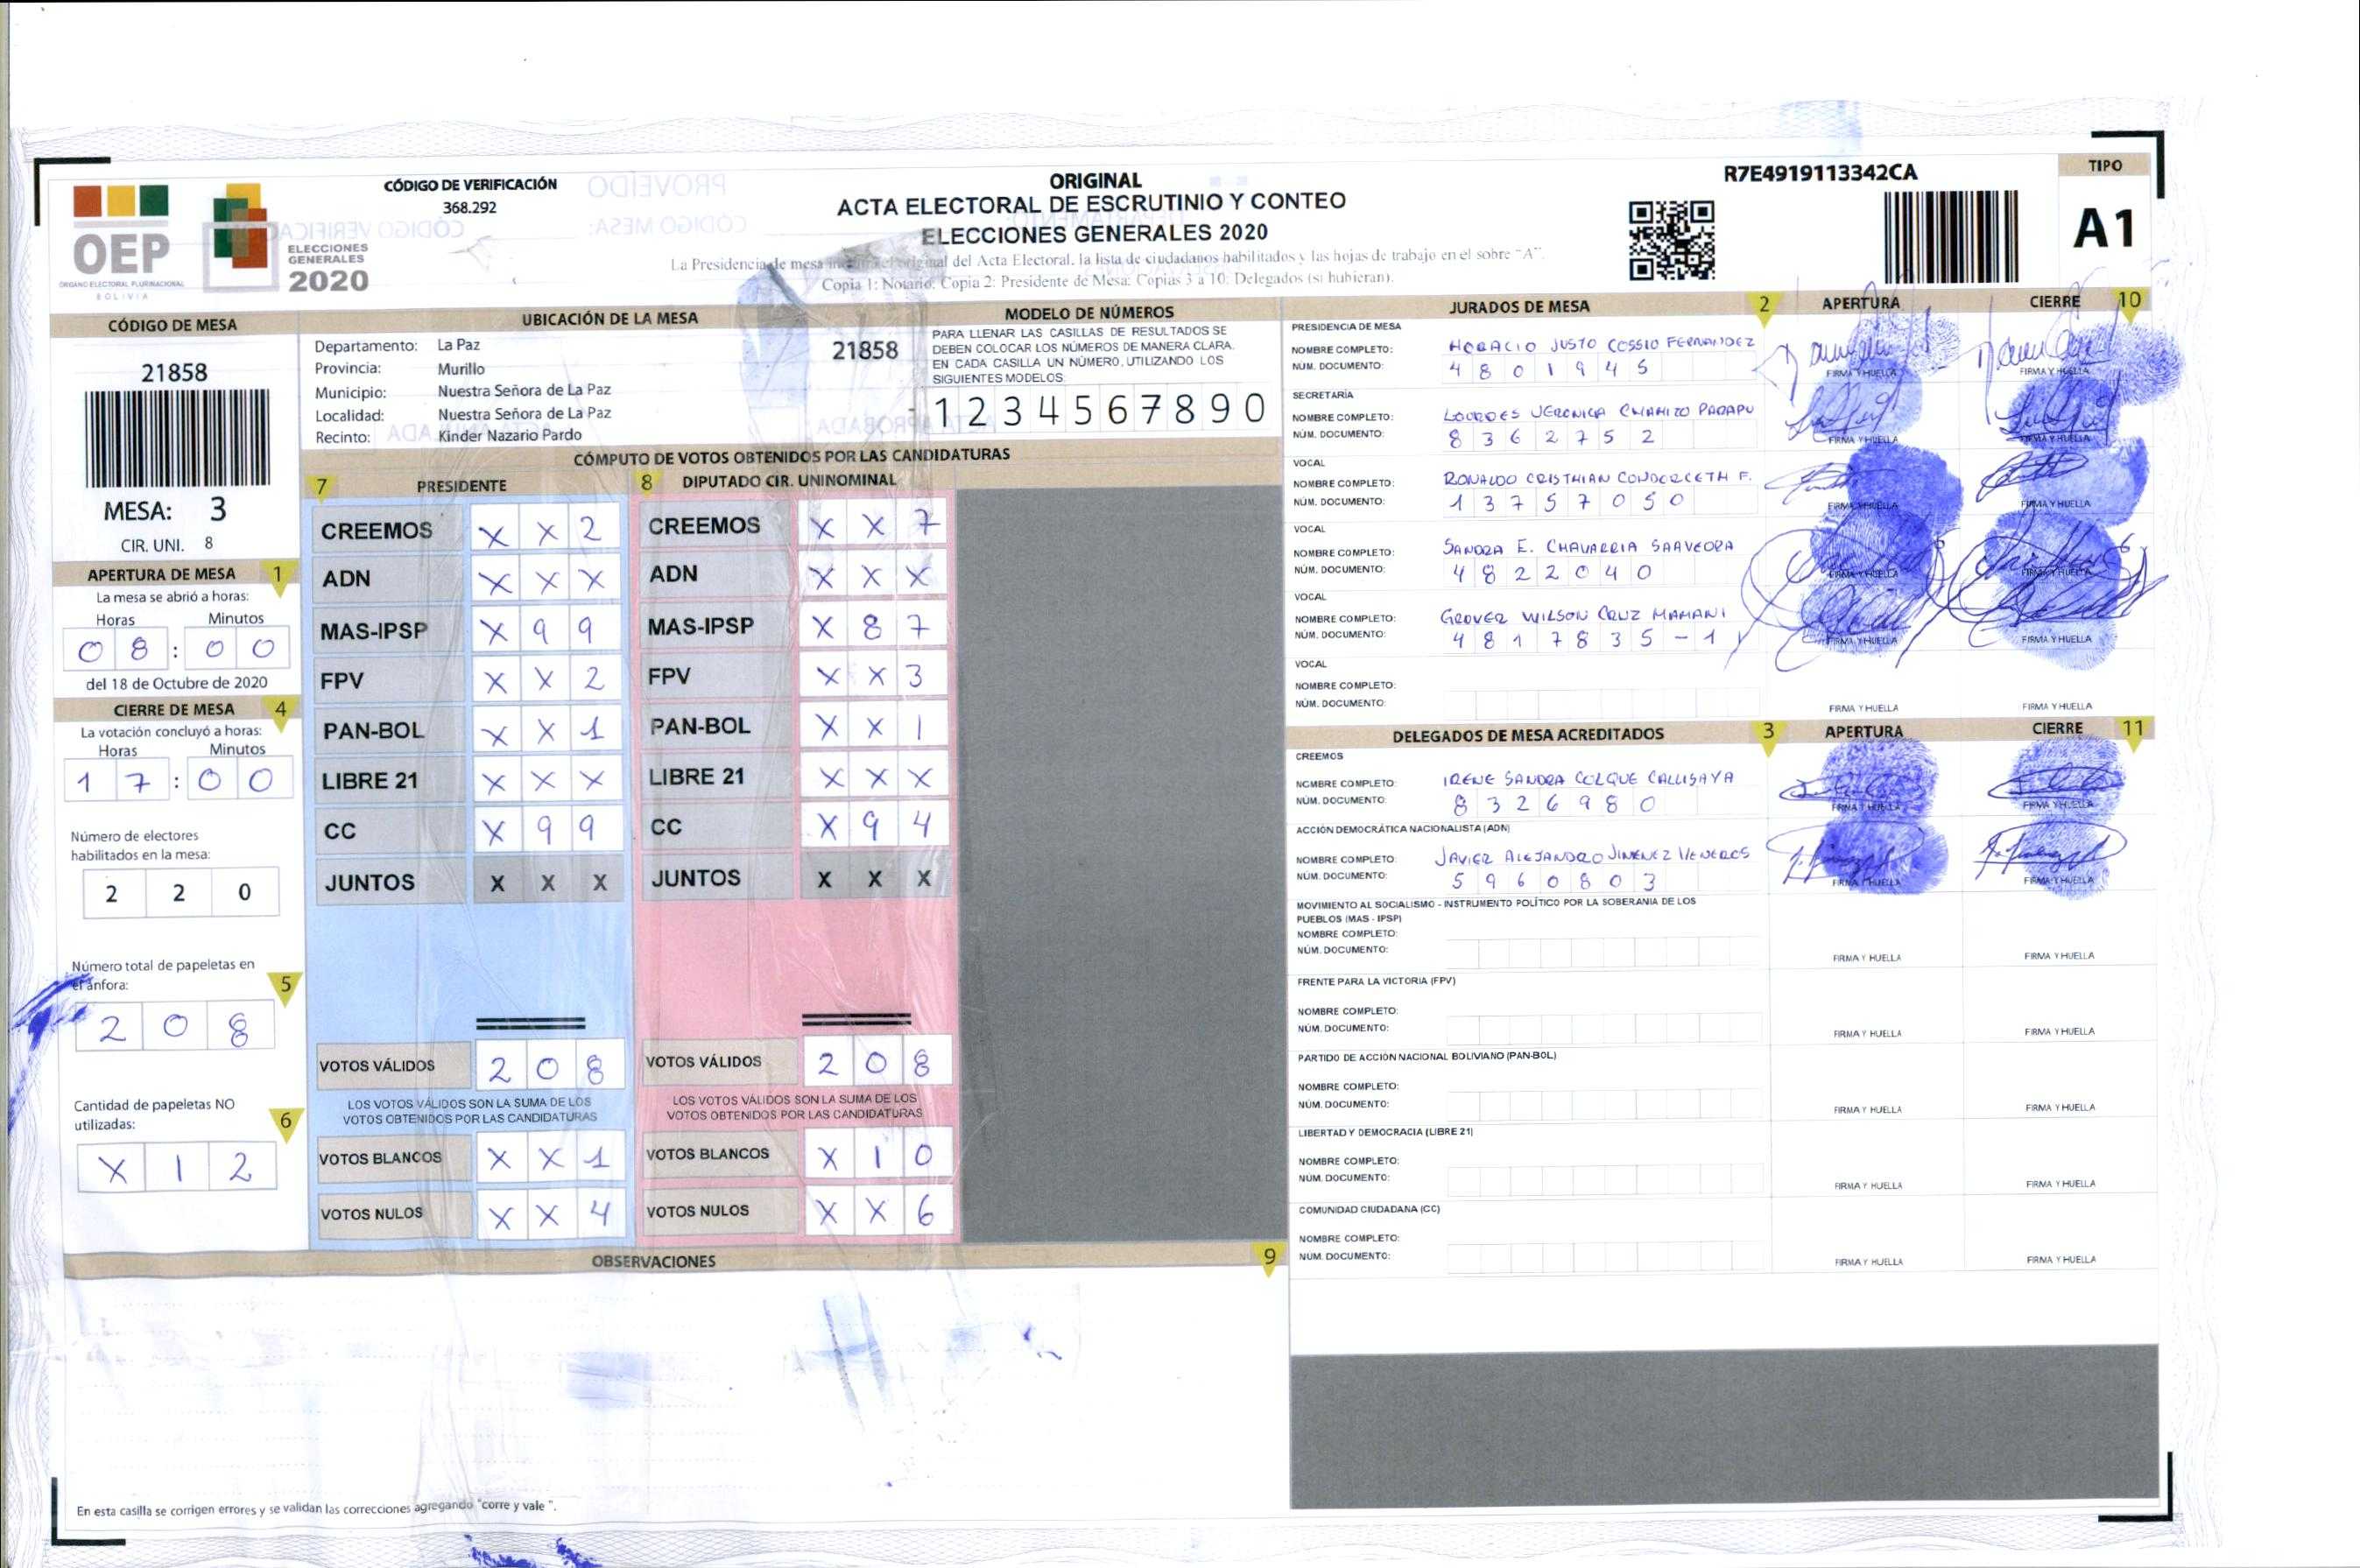 CÓDIGO DE VERIFICACIÓN
368.292
OEP
ÓRGANO ELECTORAL PLURINACIONAL
BOLIVIA
ELECCIONES
GENERALES
2020
ORIGINAL
ACTA ELECTORAL DE ESCRUTINIO Y CONTEO
ELECCIONES GENERALES 2020
La Presidencia de mesa original del Acta Electoral, la lista de ciudadanos habilitados y las hojas de trabajo en el sobre "A".
Copia 1: Notario; Copia 2: Presidente de Mesa; Copias 3 a 10: Delegados (si hubieran).
R7E4919113342CA
TIPO
A1
CÓDIGO DE MESA
21858
MESA: 3
CIR. UNI. 8
UBICACIÓN DE LA MESA
Departamento: La Paz
Provincia: Murillo
Municipio: Nuestra Señora de La Paz
Localidad: Nuestra Señora de La Paz
Recinto: Kinder Nazario Pardo
21858
MODELO DE NÚMEROS
PARA LLENAR LAS CASILLAS DE RESULTADOS SE
DEBEN COLOCAR LOS NÚMEROS DE MANERA CLARA.
EN CADA CASILLA UN NÚMERO, UTILIZANDO LOS
SIGUIENTES MODELOS:
1 2 3 4 5 6 7 8 9 0
APERTURA DE MESA 1
La mesa se abrió a horas:
Horas Minutos
0 8 : 0 0
del 18 de Octubre de 2020
CIERRE DE MESA 4
La votación concluyó a horas:
Horas Minutos
1 7 : 0 0
Número de electores
habilitados en la mesa:
2 2 0
Número total de papeletas en
el ánfora: 5
2 0 8
Cantidad de papeletas NO
utilizadas: 6
X 1 2
CÓMPUTO DE VOTOS OBTENIDOS POR LAS CANDIDATURAS
7 PRESIDENTE
CREEMOS X X 2
ADN X X X
MAS-IPSP X 9 9
FPV X X 2
PAN-BOL X X 1
LIBRE 21 X X X
CC X 9 9
JUNTOS X X X
VOTOS VÁLIDOS 2 0 8
LOS VOTOS VÁLIDOS SON LA SUMA DE LOS
VOTOS OBTENIDOS POR LAS CANDIDATURAS
VOTOS BLANCOS X X 1
VOTOS NULOS X X 4
8 DIPUTADO CIR. UNINOMINAL
CREEMOS X X 7
ADN X X X
MAS-IPSP X 8 7
FPV X X 3
PAN-BOL X X 1
LIBRE 21 X X X
CC X 9 4
JUNTOS X X X
VOTOS VÁLIDOS 2 0 8
LOS VOTOS VÁLIDOS SON LA SUMA DE LOS
VOTOS OBTENIDOS POR LAS CANDIDATURAS
VOTOS BLANCOS X 1 0
VOTOS NULOS X X 6
OBSERVACIONES 9
En esta casilla se corrigen errores y se validan las correcciones agregando "corre y vale ".
JURADOS DE MESA 2 APERTURA CIERRE 10
PRESIDENCIA DE MESA
NOMBRE COMPLETO: HORACIO JUSTO COSSIO FERNANDEZ
NÚM. DOCUMENTO: 4 8 0 1 9 4 5
FIRMA Y HUELLA FIRMA Y HUELLA
SECRETARÍA
NOMBRE COMPLETO: LOURDES VERONICA
NÚM. DOCUMENTO: 8 3 6 2 7 5 2
FIRMA Y HUELLA FIRMA Y HUELLA
VOCAL
NOMBRE COMPLETO: RONALDO CRISTHIAN CONDORCETH F.
NÚM. DOCUMENTO: 1 3 7 5 7 0 5 0
FIRMA Y HUELLA FIRMA Y HUELLA
VOCAL
NOMBRE COMPLETO: SANDRA E. CHAVARRIA SAAVEDRA
NÚM. DOCUMENTO: 4 8 2 2 0 4 0
FIRMA Y HUELLA FIRMA Y HUELLA
VOCAL
NOMBRE COMPLETO: GROVER WILSON CRUZ MAMANI
NÚM. DOCUMENTO: 4 8 1 7 8 3 5 - 1
FIRMA Y HUELLA FIRMA Y HUELLA
VOCAL
NOMBRE COMPLETO:
NÚM. DOCUMENTO:
FIRMA Y HUELLA FIRMA Y HUELLA
DELEGADOS DE MESA ACREDITADOS 3 APERTURA CIERRE 11
CREEMOS
NOMBRE COMPLETO: IRENE SANDRA COLQUE CALLISAYA
NÚM. DOCUMENTO: 8 3 2 6 9 8 0
FIRMA Y HUELLA FIRMA Y HUELLA
ACCIÓN DEMOCRÁTICA NACIONALISTA (ADN)
NOMBRE COMPLETO: JAVIER ALEJANDRO JIMENEZ VENEROS
NÚM. DOCUMENTO: 5 9 6 0 8 0 3
FIRMA Y HUELLA FIRMA Y HUELLA
MOVIMIENTO AL SOCIALISMO - INSTRUMENTO POLÍTICO POR LA SOBERANIA DE LOS
PUEBLOS (MAS - IPSP)
NOMBRE COMPLETO:
NÚM. DOCUMENTO:
FIRMA Y HUELLA FIRMA Y HUELLA
FRENTE PARA LA VICTORIA (FPV)
NOMBRE COMPLETO:
NÚM. DOCUMENTO:
FIRMA Y HUELLA FIRMA Y HUELLA
PARTIDO DE ACCIÓN NACIONAL BOLIVIANO (PAN-BOL)
NOMBRE COMPLETO:
NÚM. DOCUMENTO:
FIRMA Y HUELLA FIRMA Y HUELLA
LIBERTAD Y DEMOCRACIA (LIBRE 21)
NOMBRE COMPLETO:
NÚM. DOCUMENTO:
FIRMA Y HUELLA FIRMA Y HUELLA
COMUNIDAD CIUDADANA (CC)
NOMBRE COMPLETO:
NÚM. DOCUMENTO:
FIRMA Y HUELLA FIRMA Y HUELLA